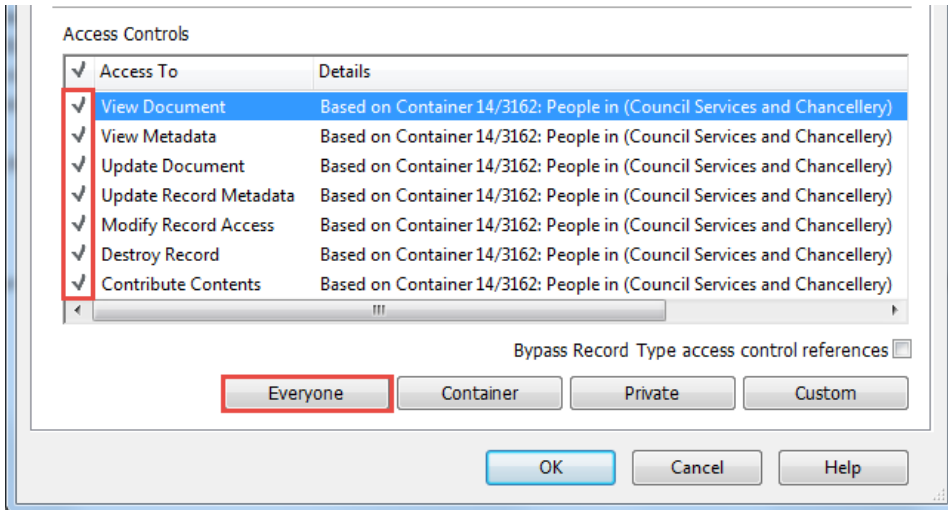 Access Controls
Access To Details
View Document Based on Container 14/3162: People in (Council Services and Chancellery)
View Metadata Based on Container 14/3162: People in (Council Services and Chancellery)
Update Document Based on Container 14/3162: People in (Council Services and Chancellery)
Update Record Metadata Based on Container 14/3162: People in (Council Services and Chancellery)
Modify Record Access Based on Container 14/3162: People in (Council Services and Chancellery)
Destroy Record Based on Container 14/3162: People in (Council Services and Chancellery)
Contribute Contents Based on Container 14/3162: People in (Council Services and Chancellery)
Bypass Record Type access control references
Everyone Container Private Custom
OK Cancel Help